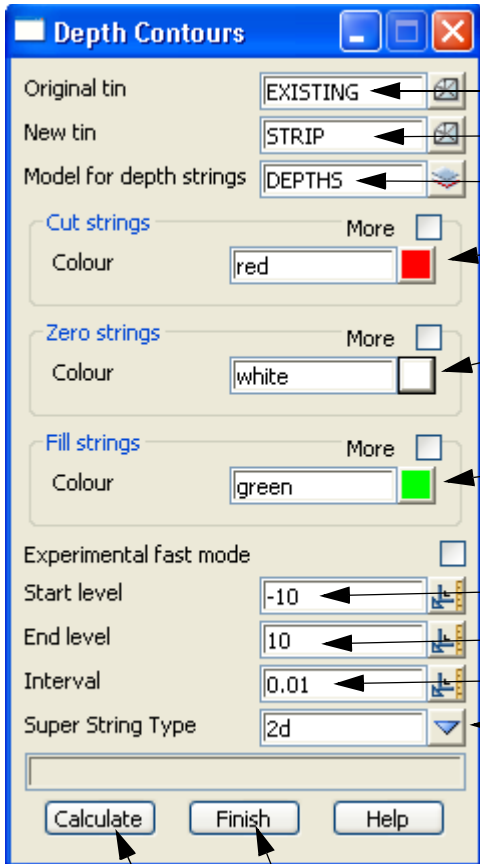 Depth Contours
Original tin EXISTING
New tin STRIP
Model for depth strings DEPTHS
Cut strings More
Colour red
Zero strings More
Colour white
Fill strings More
Colour green
Experimental fast mode
Start level -10
End level 10
Interval 0.01
Super String Type 2d
Calculate Finish Help